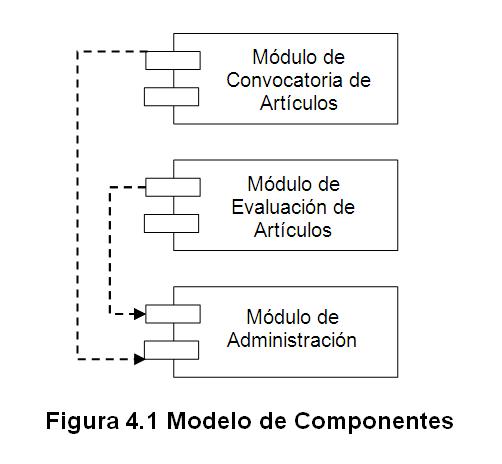 Módulo de
Convocatoria de
Artículos
Módulo de
Evaluación de
Artículos
Módulo de
Administración
Figura 4.1 Modelo de Componentes